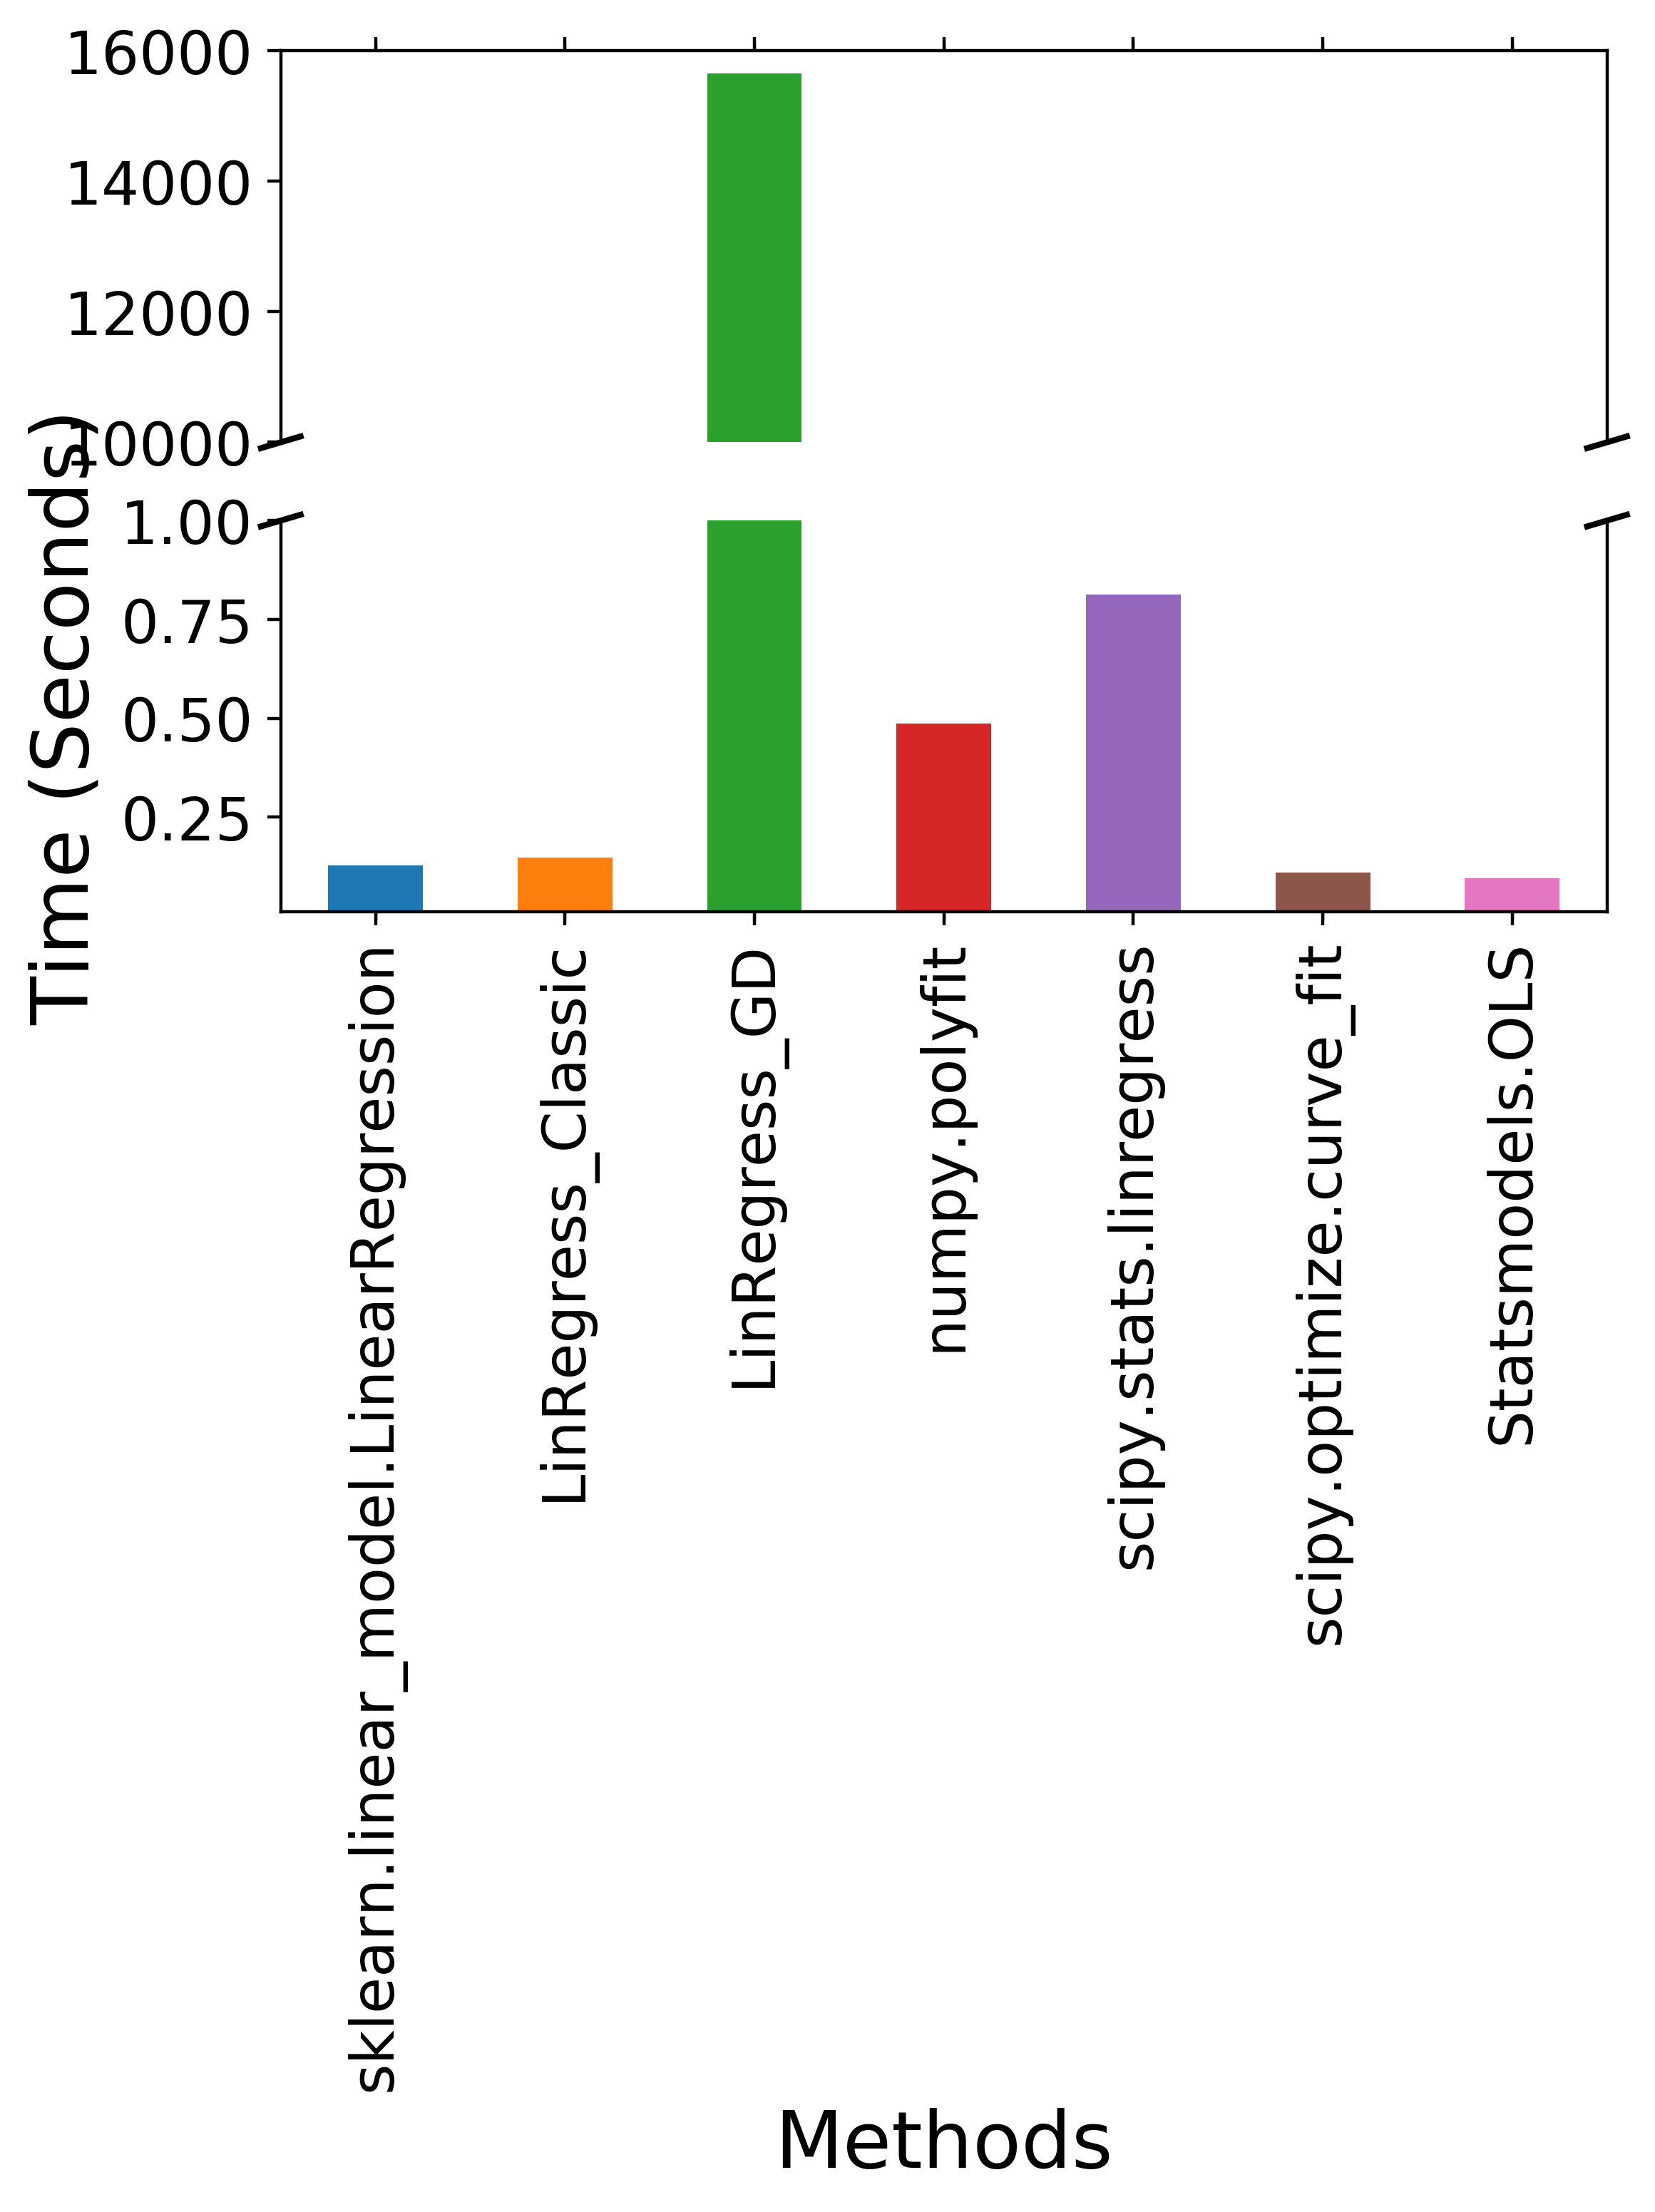 16000
14000
12000
10000
1.00
0.75
0.50
0.25
Time (Seconds)
sklearn.linear_model.LinearRegression
LinRegress_Classic
LinRegress_GD
numpy.polyfit
scipy.stats.linregress
scipy.optimize.curve_fit
Statsmodels.OLS
Methods